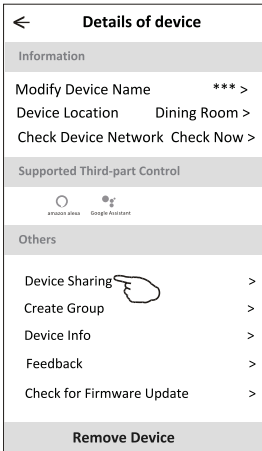 Details of device
Information
Modify Device Name *** >
Device Location Dining Room >
Check Device Network Check Now >
Supported Third-part Control
amazon alexa Google Assistant
Others
Device Sharing >
Create Group >
Device Info >
Feedback >
Check for Firmware Update >
Remove Device